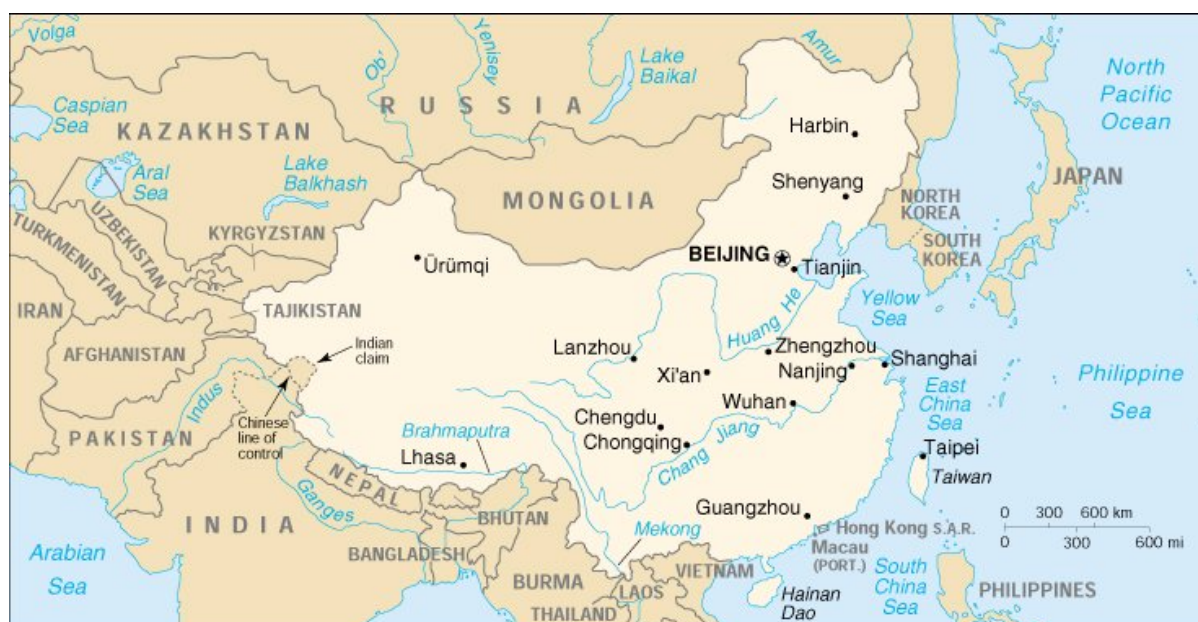 Volga
Ob'
Yenisey
Lake
Baikal
Amur
North
Pacific
Ocean
RUSSIA
Caspian
Sea
KAZAKHSTAN
Harbin
Aral
Sea
Lake
Balkhash
MONGOLIA
Shenyang
JAPAN
NORTH
KOREA
UZBEKISTAN
TURKMENISTAN
KYRGYZSTAN
BEIJING
Tianjin
SOUTH
KOREA
Ürümqi
IRAN
TAJIKISTAN
Yellow
Sea
Huang He
AFGHANISTAN
Indian
claim
Lanzhou
Zhengzhou
Xi'an
Nanjing
Shanghai
Indus
Chinese
line of
control
Wuhan
East
China
Sea
Philippine
Sea
Chengdu
Chongqing
Chang Jiang
PAKISTAN
Brahmaputra
Lhasa
Taipei
Taiwan
NEPAL
INDIA
Ganges
BHUTAN
Guangzhou
Mekong
Hong Kong S.A.R.
Macau
(PORT.)
0 300 600 km
0 300 600 mi
Arabian
Sea
BANGLADESH
BURMA
VIETNAM
LAOS
THAILAND
Hainan
Dao
South
China
Sea
PHILIPPINES